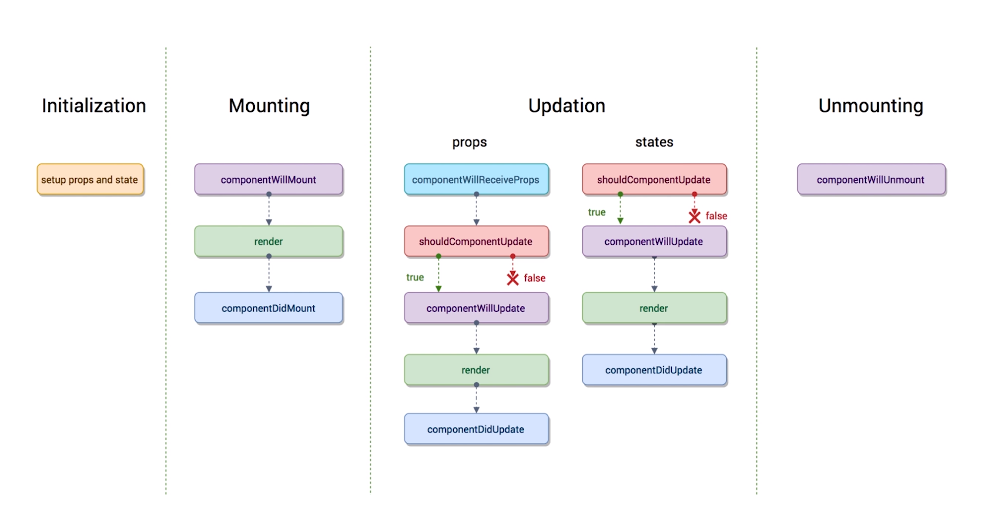 Initialization
Mounting
Updation
Unmounting
props
states
setup props and state
componentWillMount
render
componentDidMount
componentWillReceiveProps
shouldComponentUpdate
true
false
componentWillUpdate
render
componentDidUpdate
shouldComponentUpdate
true
false
componentWillUpdate
render
componentDidUpdate
componentWillUnmount